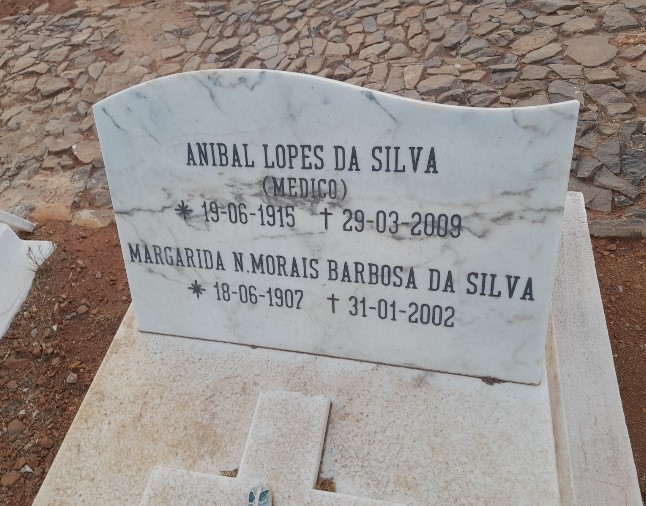 ANIBAL LOPES DA SILVA
(MEDICO)
* 19-06-1915 † 29-03-2009
MARGARIDA N.MORAIS BARBOSA DA SILVA
* 18-06-1907 † 31-01-2002